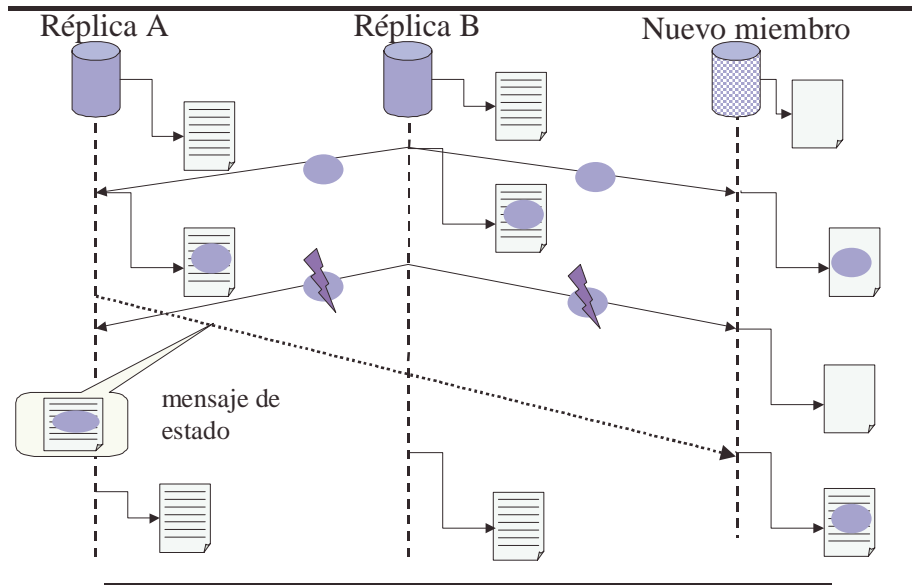 Réplica A
Réplica B
Nuevo miembro
mensaje de
estado